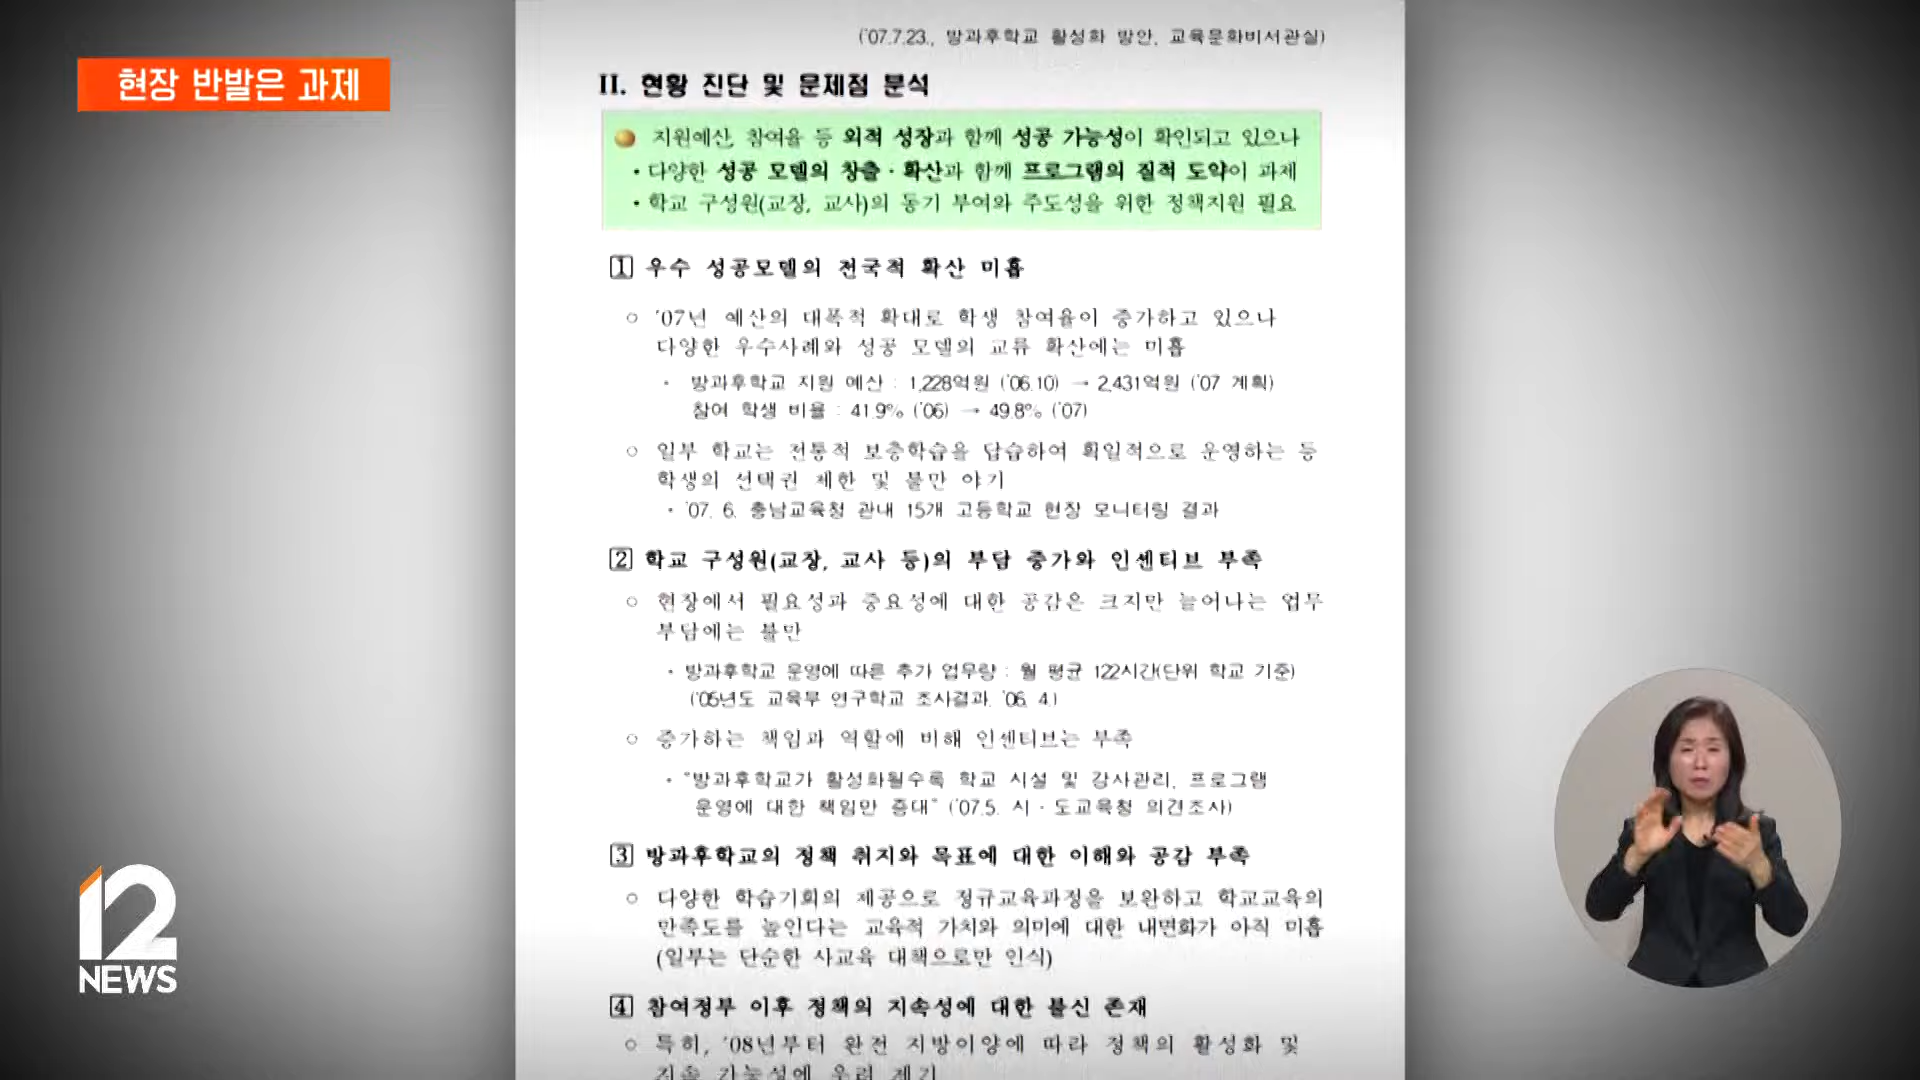 현장 반발은 과제
('07.7.23., 방과후학교 활성화 방안, 교육문화비서관실)
II. 현황 진단 및 문제점 분석
지원예산, 참여율 등 외적 성장과 함께 성공 가능성이 확인되고 있으나
• 다양한 성공 모델의 창출 · 확산과 함께 프로그램의 질적 도약이 과제
• 학교 구성원(교장, 교사)의 동기 부여와 주도성을 위한 정책지원 필요
1 우수 성공모델의 전국적 확산 미흡
○ '07년 예산의 대폭적 확대로 학생 참여율이 증가하고 있으나
다양한 우수사례와 성공 모델의 교류 확산에는 미흡
• 방과후학교 지원 예산 : 1,228억원 ('06.10) → 2,431억원 ('07 계획)
참여 학생 비율 : 41.9% ('06) → 49.8% ('07)
○ 일부 학교는 전통적 보충학습을 답습하여 획일적으로 운영하는 등
학생의 선택권 제한 및 불만 야기
• '07. 6. 충남교육청 관내 15개 고등학교 현장 모니터링 결과
2 학교 구성원(교장, 교사 등)의 부담 증가와 인센티브 부족
○ 현장에서 필요성과 중요성에 대한 공감은 크지만 늘어나는 업무
부담에는 불만
• 방과후학교 운영에 따른 추가 업무량 : 월 평균 122시간(단위 학교 기준)
('05년도 교육부 연구학교 조사결과. '06. 4.)
○ 증가하는 책임과 역할에 비해 인센티브는 부족
• "방과후학교가 활성화될수록 학교 시설 및 강사관리, 프로그램
운영에 대한 책임만 증대" ('07.5. 시 · 도교육청 의견조사)
3 방과후학교의 정책 취지와 목표에 대한 이해와 공감 부족
○ 다양한 학습기회의 제공으로 정규교육과정을 보완하고 학교교육의
만족도를 높인다는 교육적 가치와 의미에 대한 내면화가 아직 미흡
(일부는 단순한 사교육 대책으로만 인식)
4 참여정부 이후 정책의 지속성에 대한 불신 존재
○ 특히, '08년부터 완전 지방이양에 따라 정책의 활성화 및
지속 가능성에 우려 제기
12
NEWS